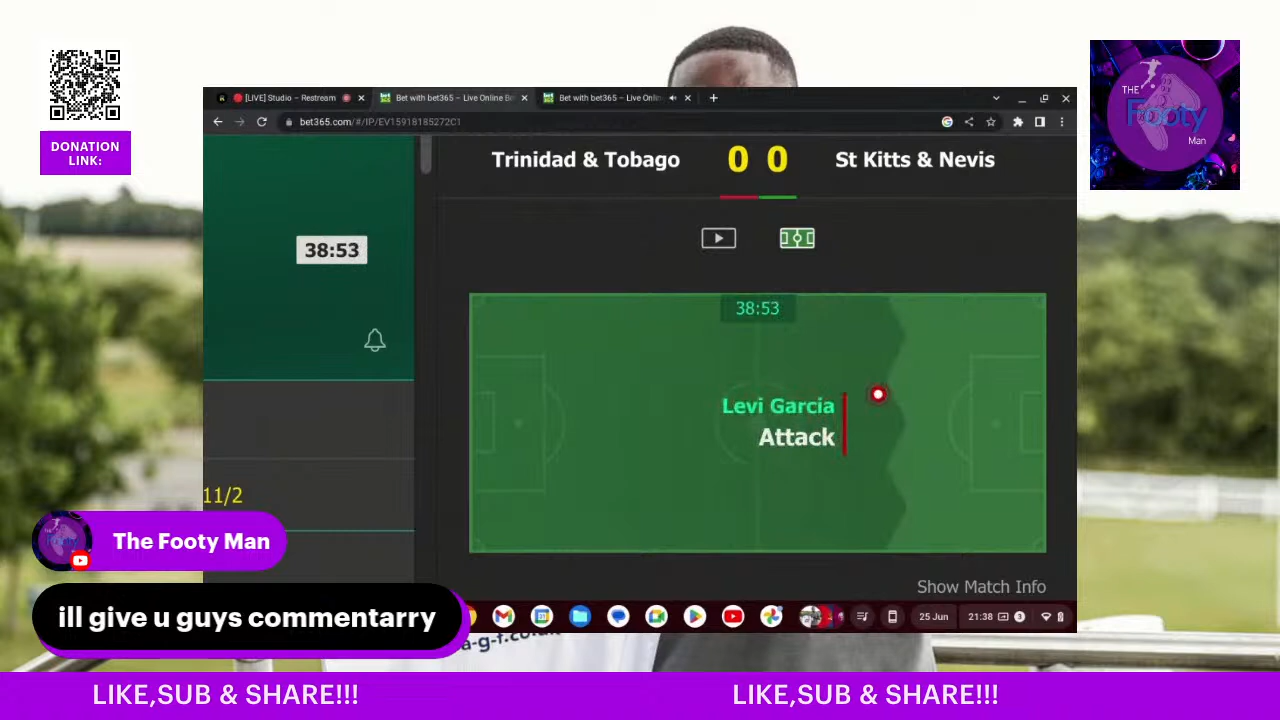 [LIVE] Studio – Restream
Bet with bet365 – Live Online Be
Bet with bet365 – Live Onlin
bet365.com/#/IP/EV15918185272C1
DONATION
LINK:
THE
Footy
Man
Trinidad & Tobago
0 0
St Kitts & Nevis
38:53
38:53
Levi Garcia
Attack
11/2
Show Match Info
The Footy Man
ill give u guys commentarry
25 Jun
21:38
LIKE,SUB & SHARE!!!
LIKE,SUB & SHARE!!!